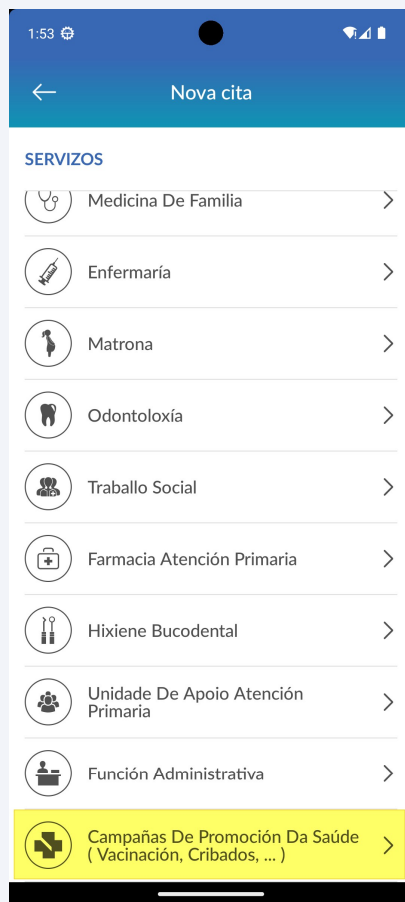 1:53
Nova cita
SERVIZOS
Medicina De Familia
Enfermaría
Matrona
Odontoloxía
Traballo Social
Farmacia Atención Primaria
Hixiene Bucodental
Unidade De Apoio Atención
Primaria
Función Administrativa
Campañas De Promoción Da Saúde
( Vacinación, Cribados, ... )